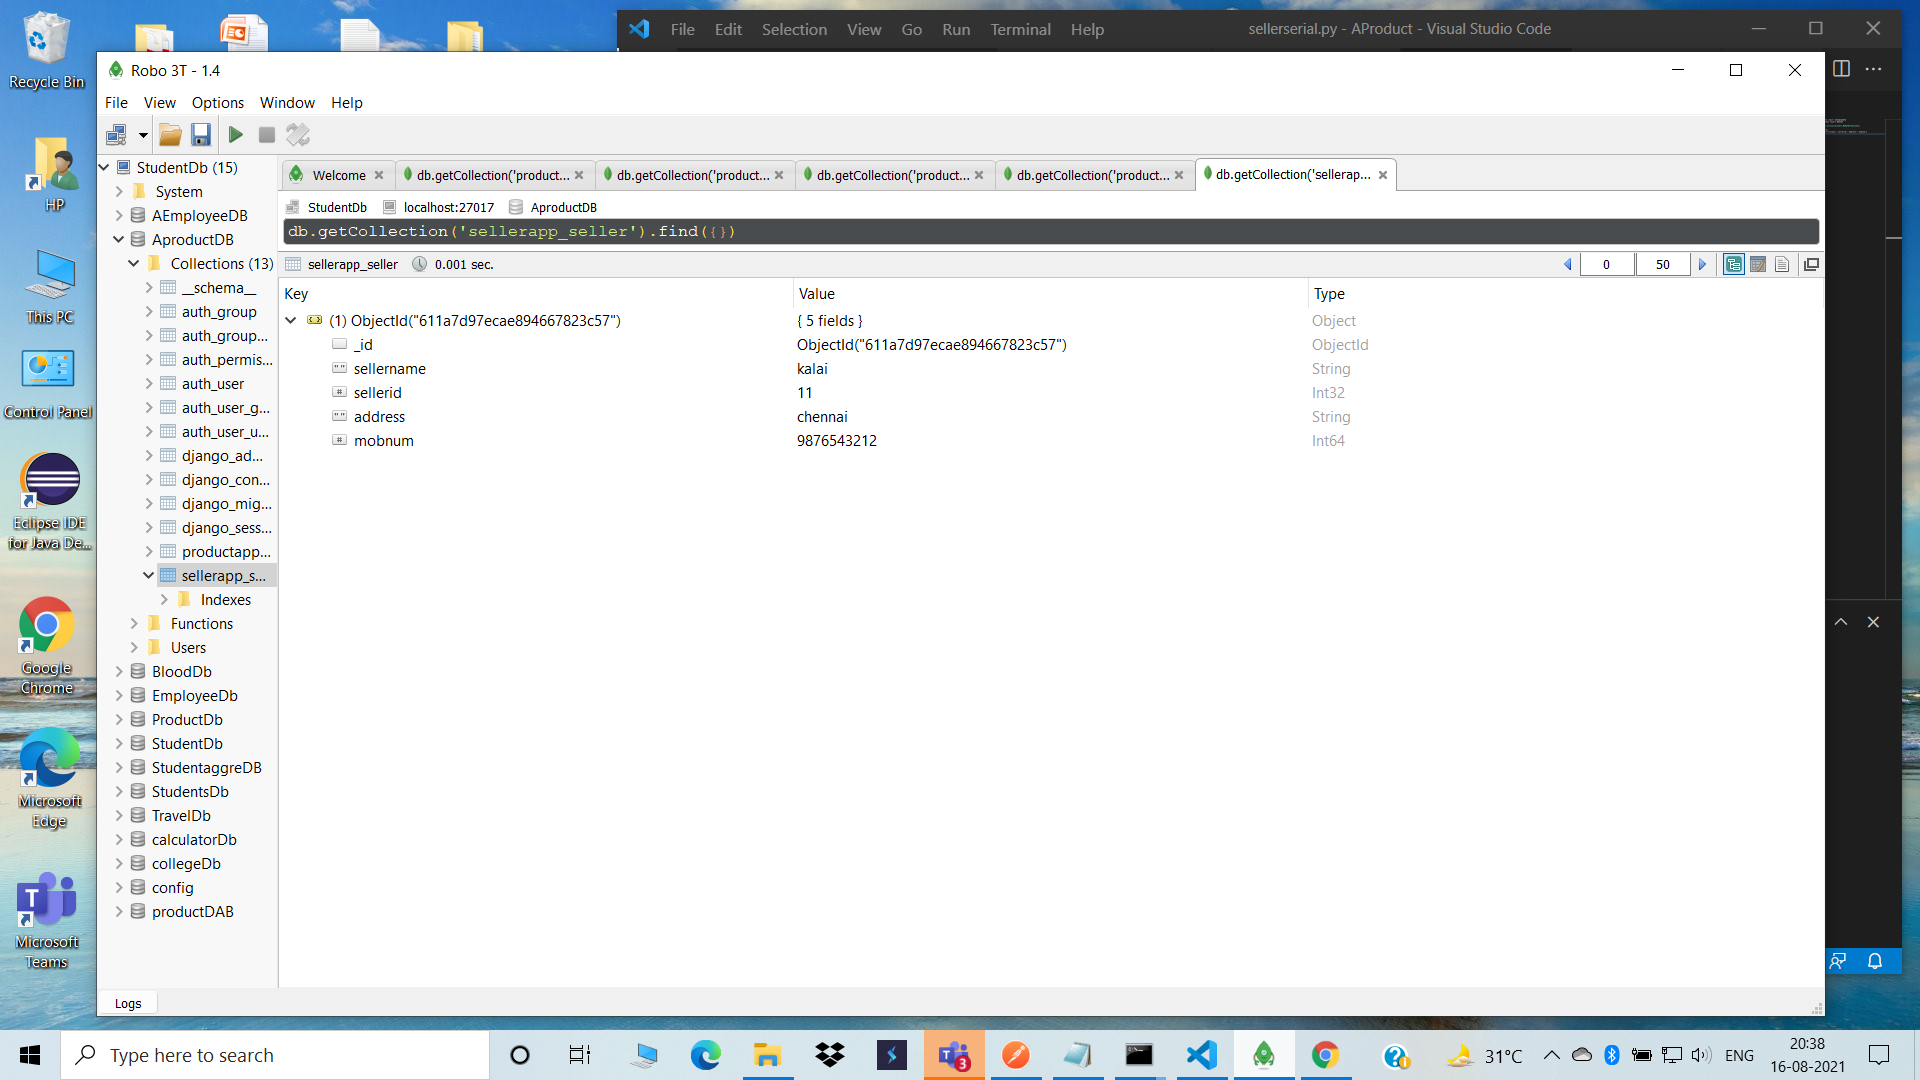 Recycle Bin
HP
This PC
Control Panel
Eclipse IDE
for Java De...
Google
Chrome
Microsoft
Edge
Microsoft
Teams
File Edit Selection View Go Run Terminal Help
sellerserial.py - AProduct - Visual Studio Code
Robo 3T - 1.4
File View Options Window Help
StudentDb (15)
System
AEmployeeDB
AproductDB
Collections (13)
__schema__
auth_group
auth_group...
auth_permis...
auth_user
auth_user_g...
auth_user_u...
django_ad...
django_con...
django_mig...
django_sess...
productapp...
sellerapp_s...
Indexes
Functions
Users
BloodDb
EmployeeDb
ProductDb
StudentDb
StudentaggreDB
StudentsDb
TravelDb
calculatorDb
collegeDb
config
productDAB
Welcome
db.getCollection('product...
db.getCollection('product...
db.getCollection('product...
db.getCollection('product...
db.getCollection('sellerap...
StudentDb localhost:27017 AproductDB
db.getCollection('sellerapp_seller').find({})
sellerapp_seller 0.001 sec.
0 50
Key Value Type
(1) ObjectId("611a7d97ecae894667823c57") { 5 fields } Object
_id ObjectId("611a7d97ecae894667823c57") ObjectId
sellername kalai String
sellerid 11 Int32
address chennai String
mobnum 9876543212 Int64
Logs
Type here to search
3
31°C
ENG
20:38
16-08-2021